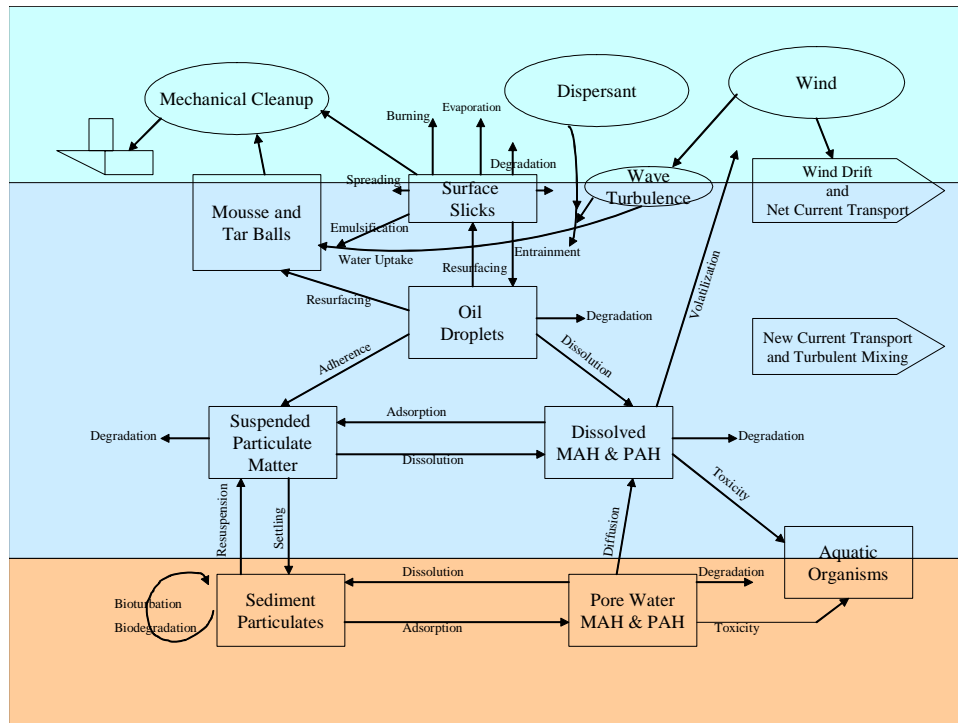 Mechanical Cleanup
Dispersant
Wind
Burning
Evaporation
Degradation
Spreading
Surface
Slicks
Wave
Turbulence
Wind Drift
and
Net Current Transport
Mousse and
Tar Balls
Emulsification
Water Uptake
Entrainment
Resurfacing
Resurfacing
Volatilization
Oil
Droplets
Degradation
New Current Transport
and Turbulent Mixing
Adherence
Dissolution
Suspended
Particulate
Matter
Adsorption
Dissolved
MAH & PAH
Degradation
Degradation
Dissolution
Toxicity
Resuspension
Settling
Diffusion
Aquatic
Organisms
Dissolution
Degradation
Bioturbation
Biodegradation
Sediment
Particulates
Pore Water
MAH & PAH
Adsorption
Toxicity